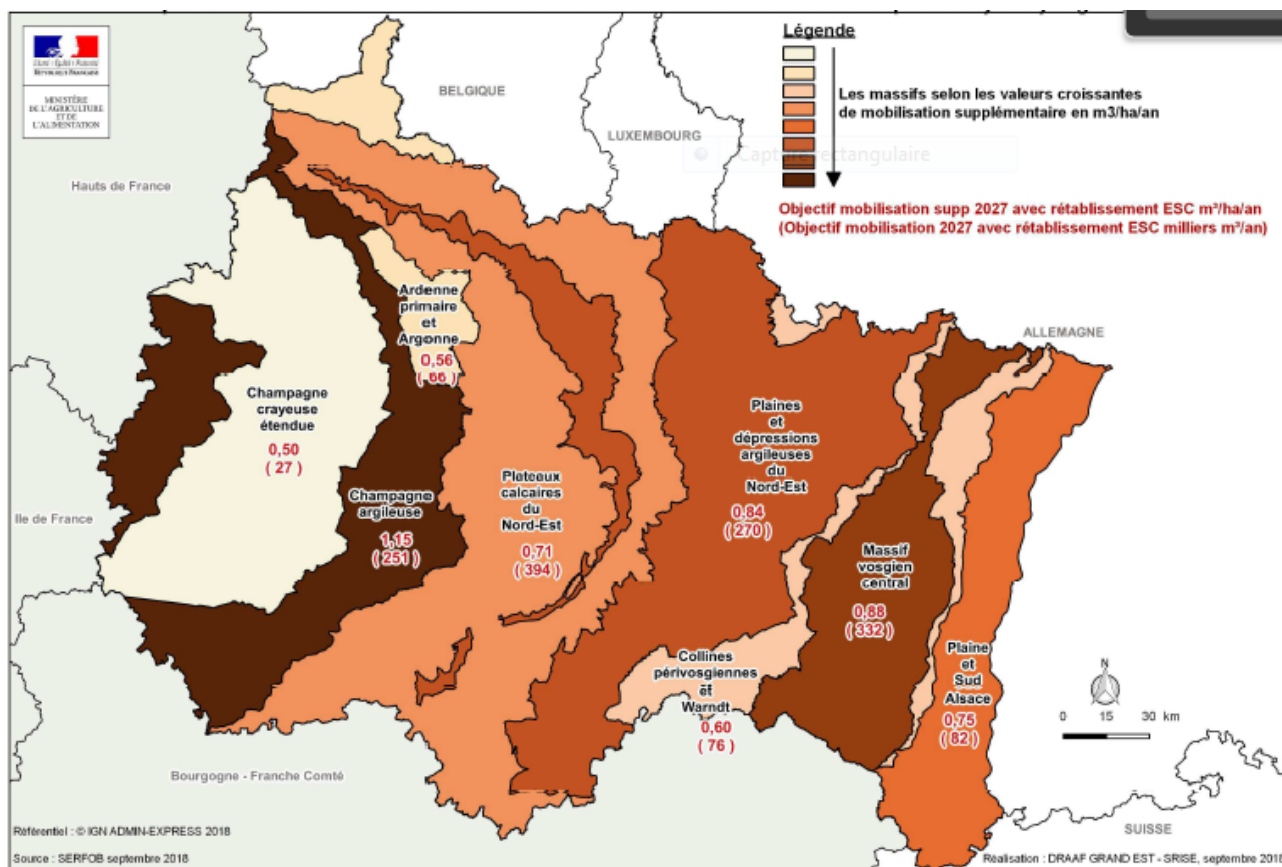 Liberté • Égalité • Fraternité
RÉPUBLIQUE FRANÇAISE
MINISTÈRE
DE L'AGRICULTURE
ET DE
L'ALIMENTATION
BELGIQUE
LUXEMBOURG
Légende
Les massifs selon les valeurs croissantes
de mobilisation supplémentaire en m3/ha/an
Capture rectangulaire
Objectif mobilisation supp 2027 avec rétablissement ESC m³/ha/an
(Objectif mobilisation 2027 avec rétablissement ESC milliers m³/an)
Hauts de France
ALLEMAGNE
Ardenne
primaire
et
Argonne
0,56
( 66 )
Champagne
crayeuse
étendue
0,50
( 27 )
Plaines
et
dépressions
argileuses
du
Nord-Est
0,84
( 270 )
Champagne
argileuse
1,15
( 251 )
Plateaux
calcaires
du
Nord-Est
0,71
( 394 )
Ile de France
Massif
vosgien
central
0,88
( 332 )
Collines
périvosgiennes
et
Warndt
0,60
( 76 )
Plaine
et
Sud
Alsace
0,75
( 82 )
N
0 15 30 km
Bourgogne - Franche Comté
SUISSE
Référentiel : © IGN ADMIN-EXPRESS 2018
Source : SERFOB septembre 2018
Réalisation : DRAAF GRAND EST - SRISE, septembre 2018